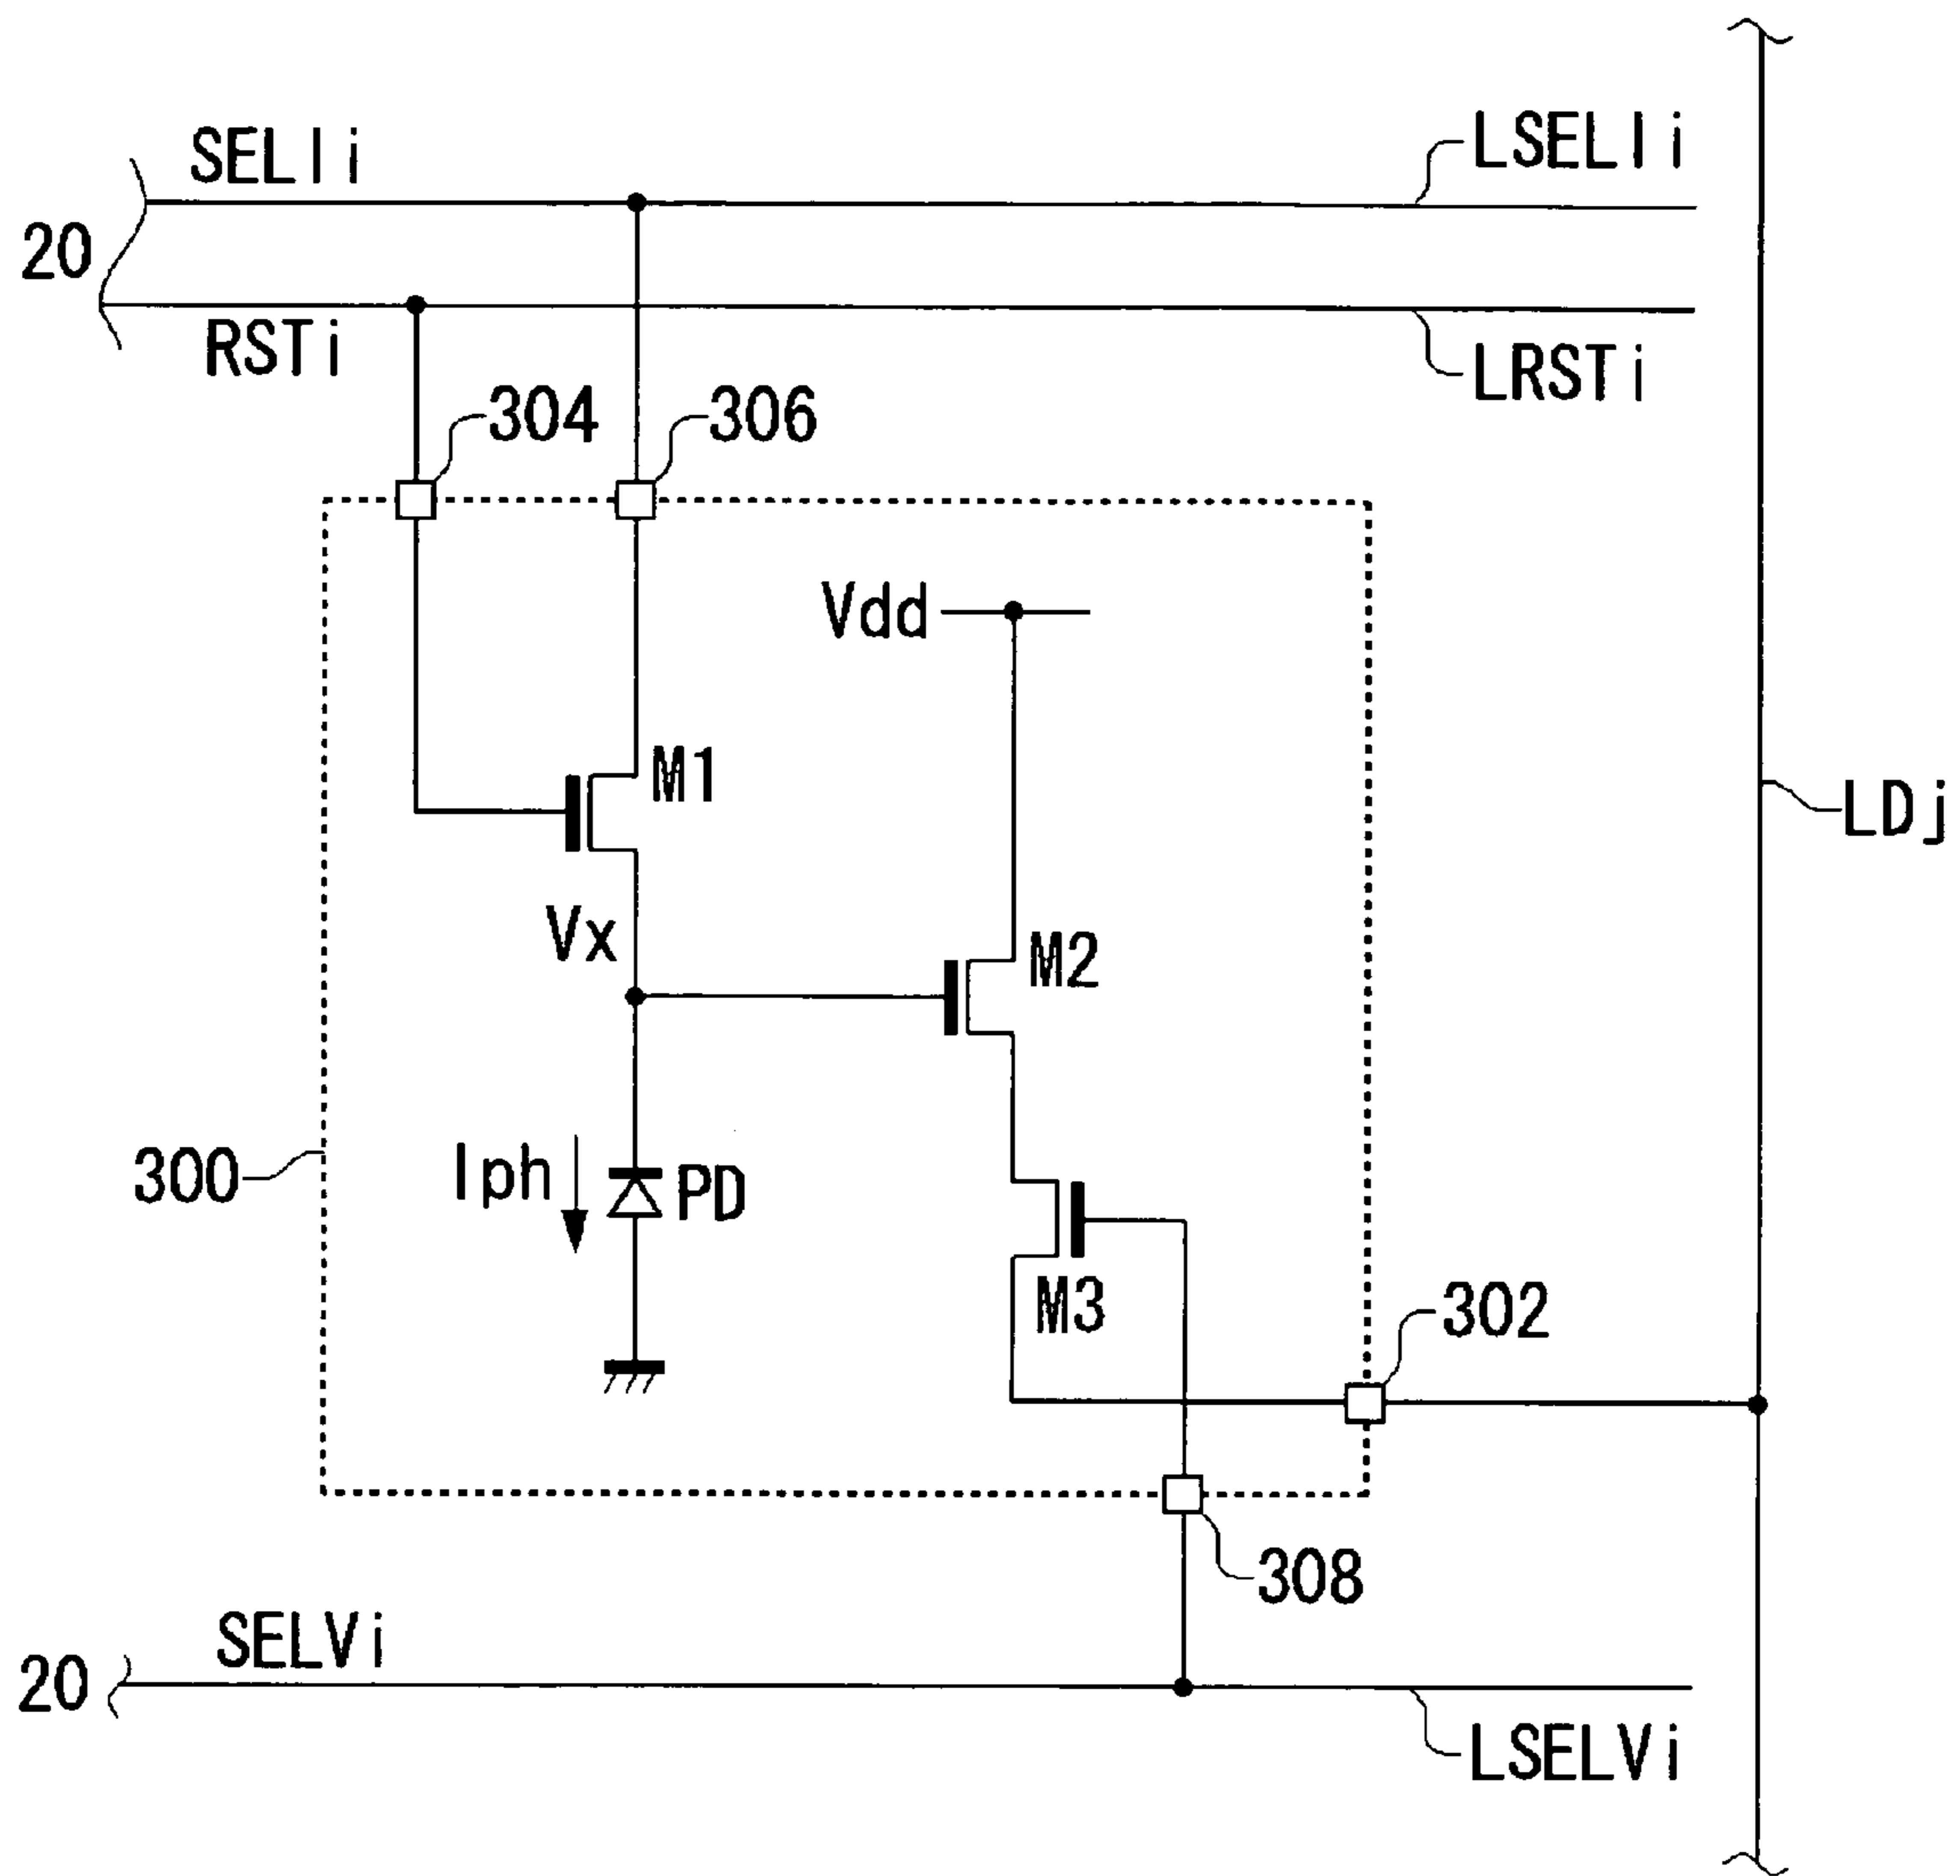 SELIi
LSELIi
20
RSTi
LRSTi
304
306
Vdd
M1
LDj
Vx
M2
300
Iph
PD
M3
302
308
SELVi
20
LSELVi